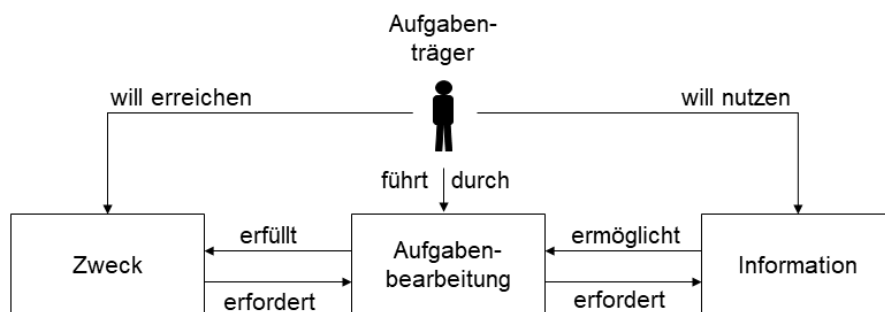 Aufgaben-
träger
will erreichen
will nutzen
führt durch
Zweck
erfüllt
erfordert
Aufgaben-
bearbeitung
ermöglicht
erfordert
Information